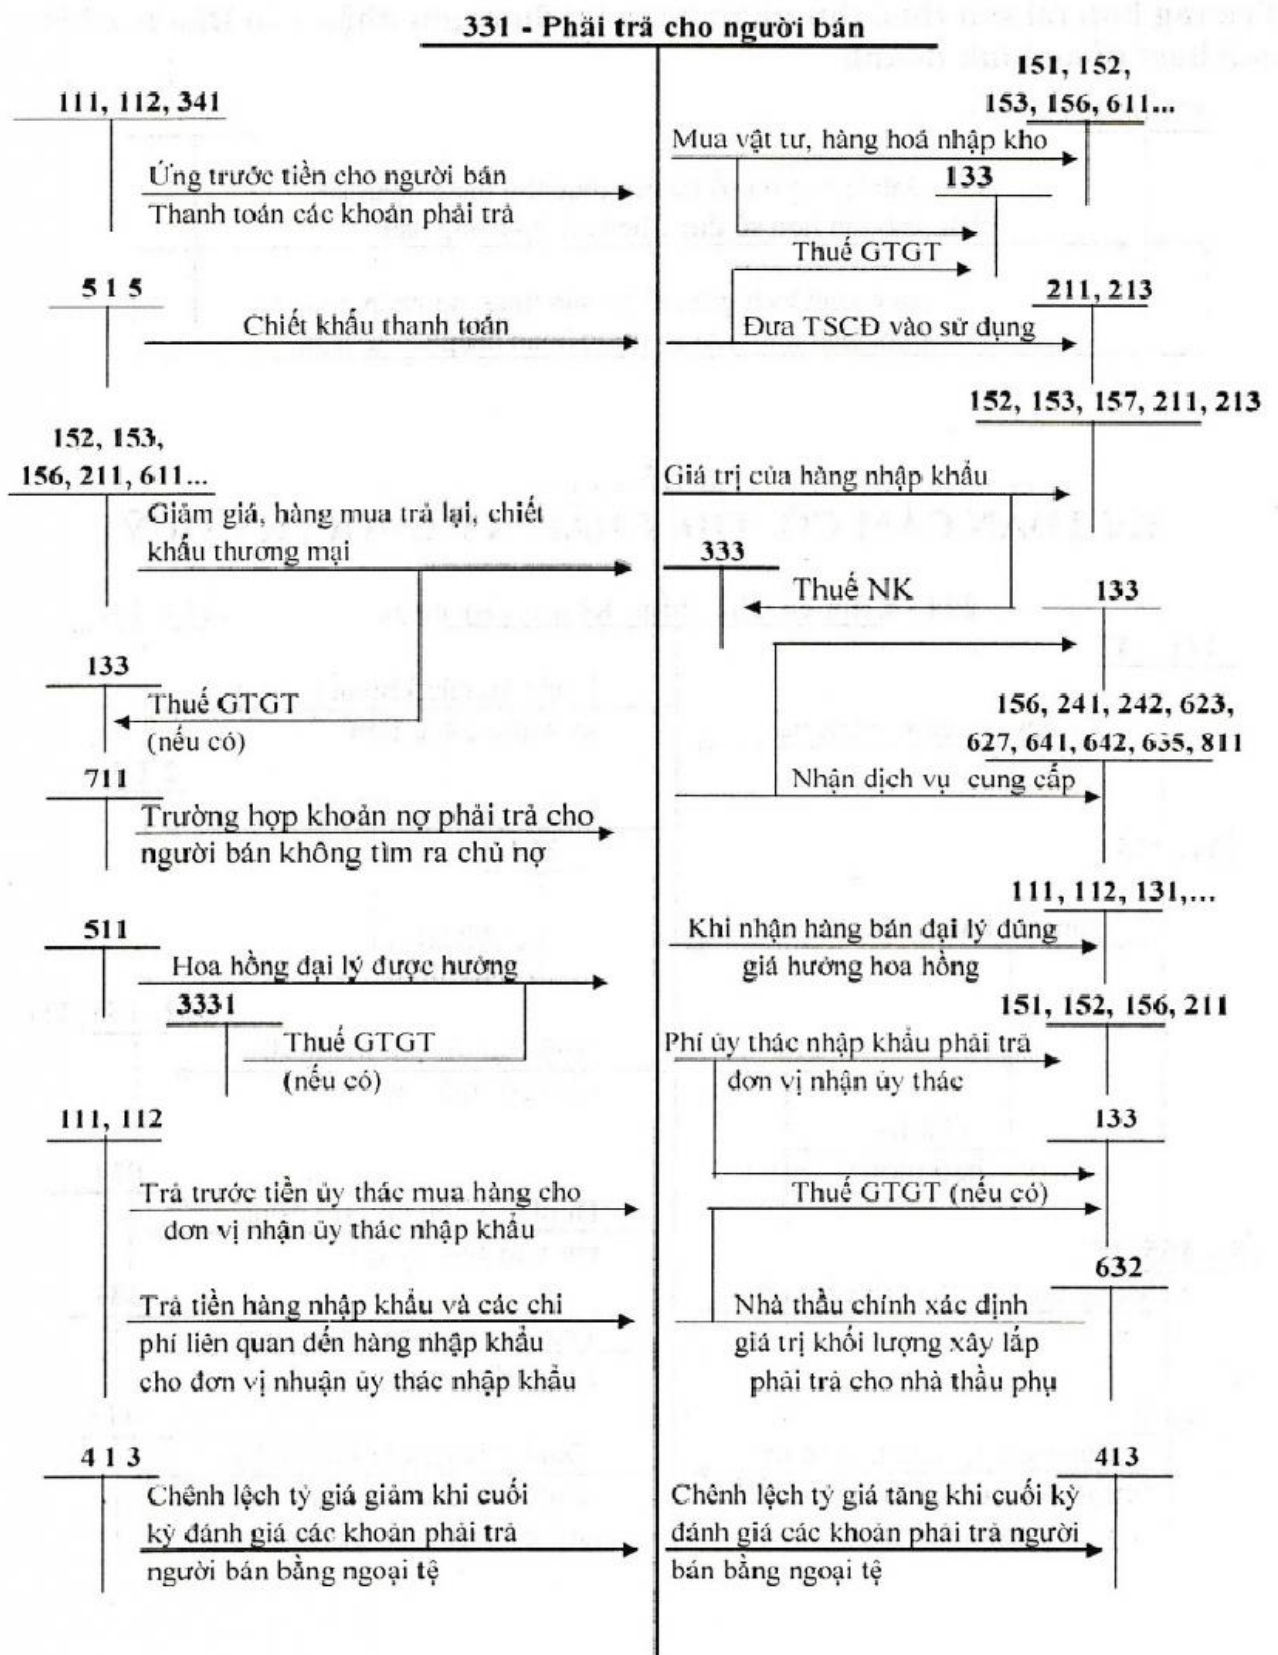 331 - Phải trả cho người bán
111, 112, 341
Ứng trước tiền cho người bán
Thanh toán các khoản phải trả
515
Chiết khấu thanh toán
152, 153,
156, 211, 611...
Giảm giá, hàng mua trả lại, chiết
khấu thương mại
133
Thuế GTGT
(nếu có)
711
Trường hợp khoản nợ phải trả cho
người bán không tìm ra chủ nợ
511
Hoa hồng đại lý được hưởng
3331
Thuế GTGT
(nếu có)
111, 112
Trả trước tiền ủy thác mua hàng cho
đơn vị nhận ủy thác nhập khẩu
Trả tiền hàng nhập khẩu và các chi
phí liên quan đến hàng nhập khẩu
cho đơn vị nhuận ủy thác nhập khẩu
413
Chênh lệch tỷ giá giảm khi cuối
kỳ đánh giá các khoản phải trả
người bán bằng ngoại tệ
151, 152,
153, 156, 611...
Mua vật tư, hàng hoá nhập kho
133
Thuế GTGT
211, 213
Đưa TSCĐ vào sử dụng
152, 153, 157, 211, 213
Giá trị của hàng nhập khẩu
333
Thuế NK
133
156, 241, 242, 623,
627, 641, 642, 635, 811
Nhận dịch vụ cung cấp
111, 112, 131,...
Khi nhận hàng bán đại lý đúng
giá hưởng hoa hồng
151, 152, 156, 211
Phí ủy thác nhập khẩu phải trả
đơn vị nhận ủy thác
133
Thuế GTGT (nếu có)
632
Nhà thầu chính xác định
giá trị khối lượng xây lắp
phải trả cho nhà thầu phụ
413
Chênh lệch tỷ giá tăng khi cuối kỳ
đánh giá các khoản phải trả người
bán bằng ngoại tệ